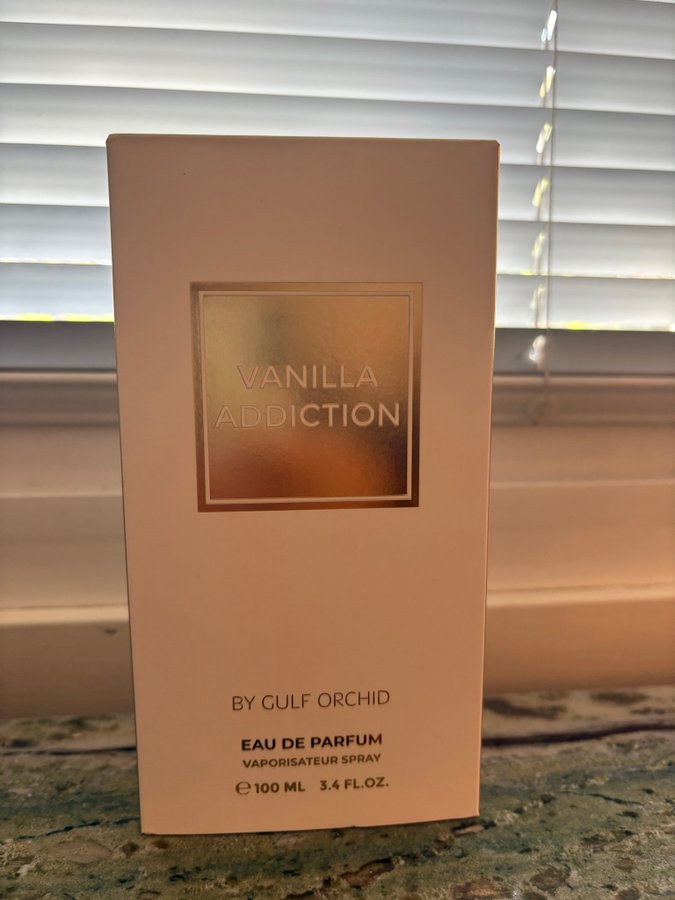 VANILLA
ADDICTION
BY GULF ORCHID
EAU DE PARFUM
VAPORISATEUR SPRAY
℮ 100 ML 3.4 FL.OZ.